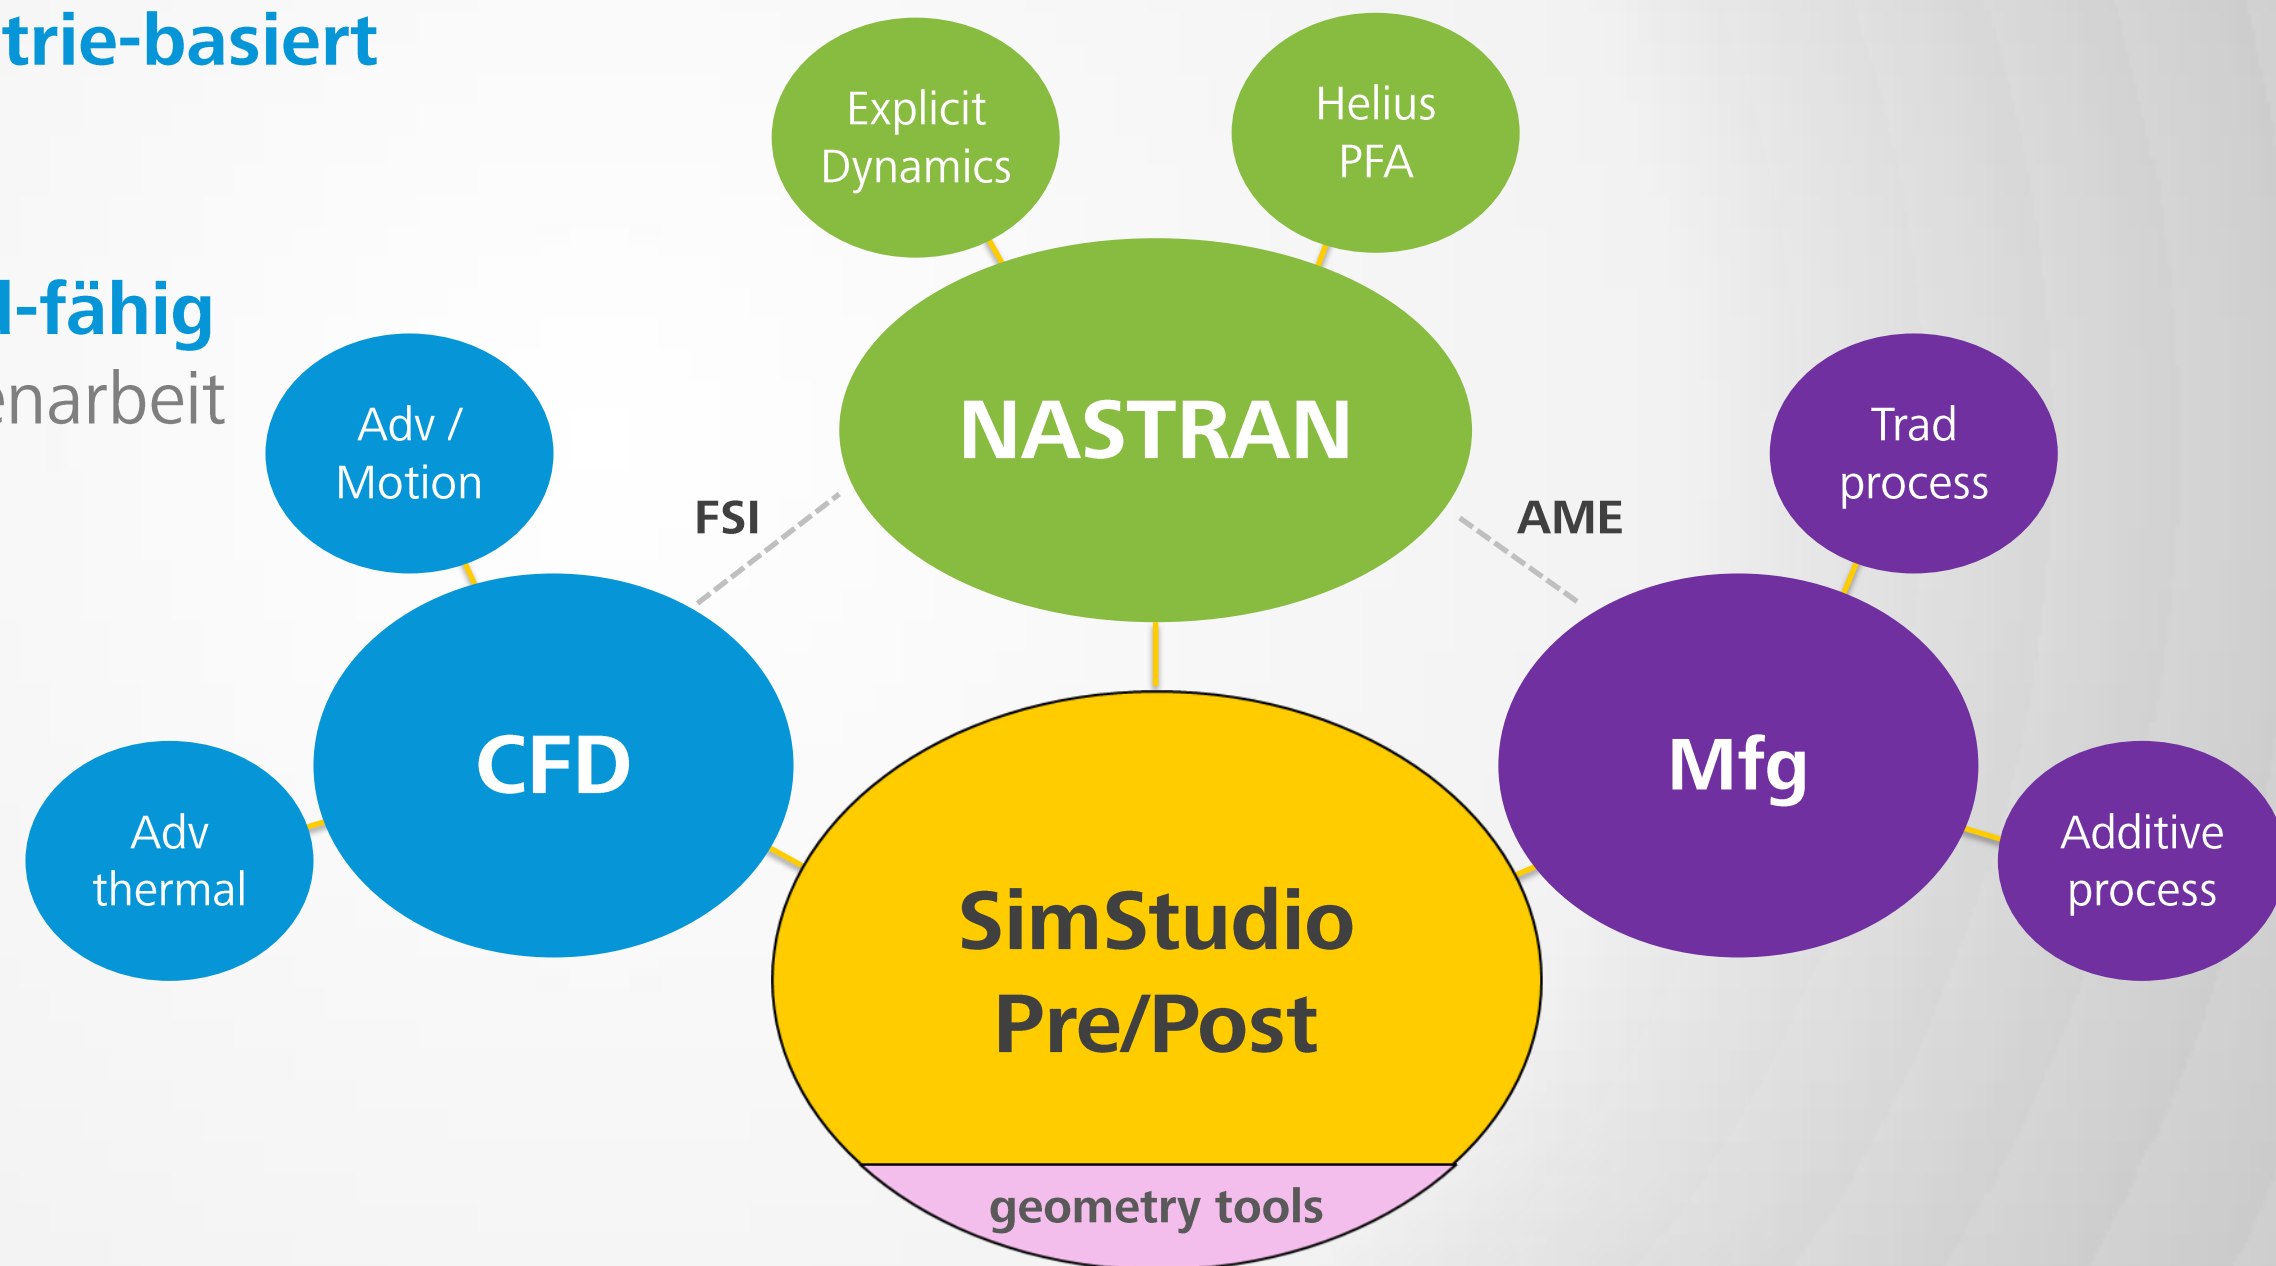 trie-basiert
Explicit
Dynamics
Helius
PFA
-fähig
enarbeit
Adv /
Motion
NASTRAN
Trad
process
FSI
AME
CFD
Mfg
Adv
thermal
Additive
process
SimStudio
Pre/Post
geometry tools